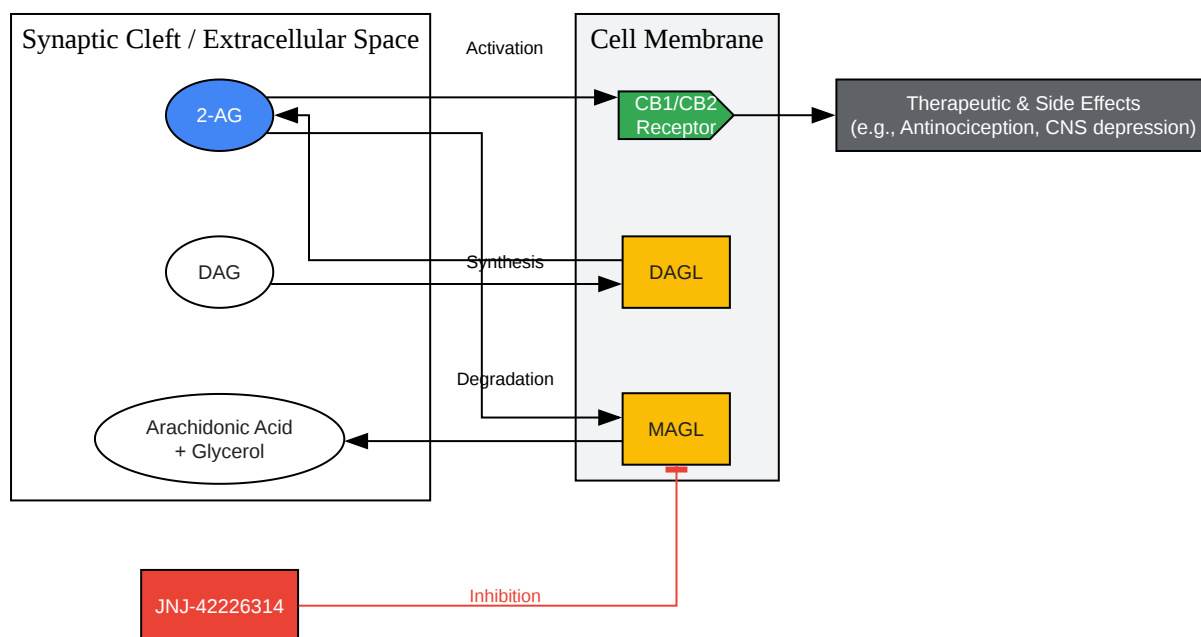 Synaptic Cleft / Extracellular Space
Activation
Cell Membrane
2-AG
CB1/CB2
Receptor
Therapeutic & Side Effects
(e.g., Antinociception, CNS depression)
DAG
Synthesis
DAGL
Degradation
Arachidonic Acid
+ Glycerol
MAGL
JNJ-42226314
Inhibition